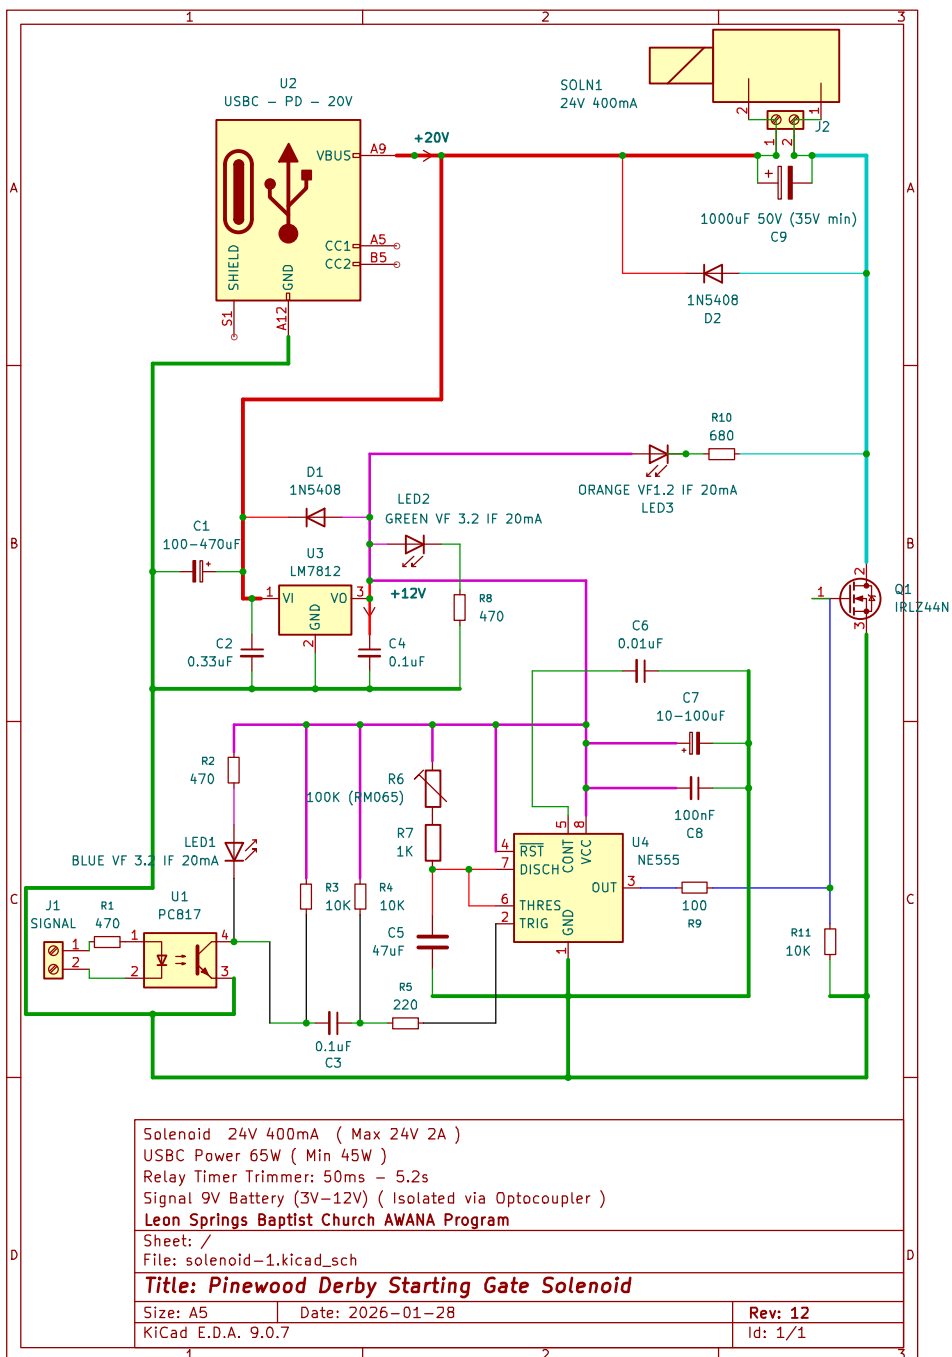 1
2
3
A
A
B
B
C
C
D
D
U2
USBC - PD - 20V
VBUS
A9
+20V
CC1
A5
CC2
B5
SHIELD
GND
S1
A12
SOLN1
24V 400mA
2
1
J2
1
2
+
1000uF 50V (35V min)
C9
1N5408
D2
R10
680
ORANGE VF1.2 IF 20mA
LED3
D1
1N5408
LED2
GREEN VF 3.2 IF 20mA
C1
100-470uF
+
U3
LM7812
1
VI
VO
3
GND
2
+12V
R8
470
C2
0.33uF
C4
0.1uF
2
1
3
Q1
IRLZ44N
C6
0.01uF
C7
10-100uF
+
100nF
C8
R2
470
R6
100K (RM065)
R7
1K
LED1
BLUE VF 3.2 IF 20mA
5
8
4
RST
CONT
VCC
U4
NE555
7
DISCH
OUT
3
6
THRES
2
TRIG
GND
1
100
R9
R11
10K
J1
SIGNAL
1
2
R1
470
U1
PC817
1
2
4
3
R3
10K
R4
10K
C5
47uF
R5
220
0.1uF
C3
Solenoid 24V 400mA ( Max 24V 2A )
USBC Power 65W ( Min 45W )
Relay Timer Trimmer: 50ms - 5.2s
Signal 9V Battery (3V-12V) ( Isolated via Optocoupler )
Leon Springs Baptist Church AWANA Program
Sheet: /
File: solenoid-1.kicad_sch
Title: Pinewood Derby Starting Gate Solenoid
Size: A5
Date: 2026-01-28
Rev: 12
KiCad E.D.A. 9.0.7
Id: 1/1
1
2
3